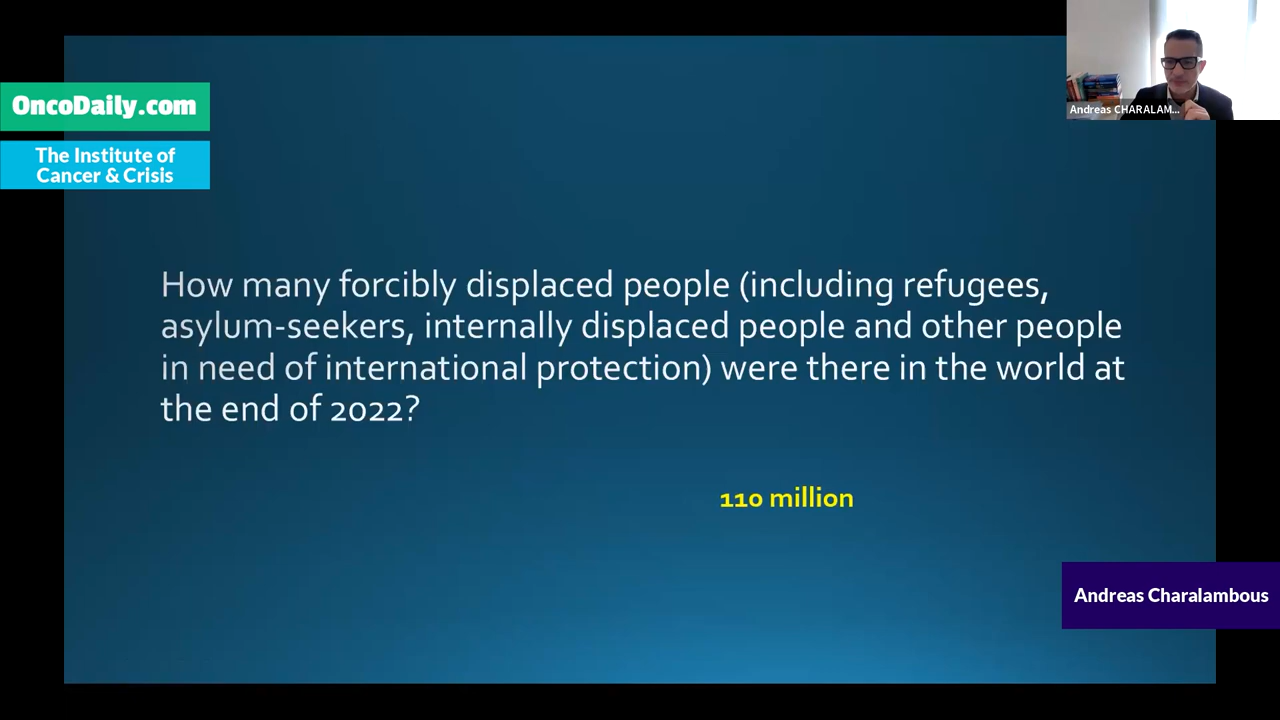 OncoDaily.com
The Institute of
Cancer & Crisis
Andreas CHARALAM...
How many forcibly displaced people (including refugees,
asylum-seekers, internally displaced people and other people
in need of international protection) were there in the world at
the end of 2022?
110 million
Andreas Charalambous